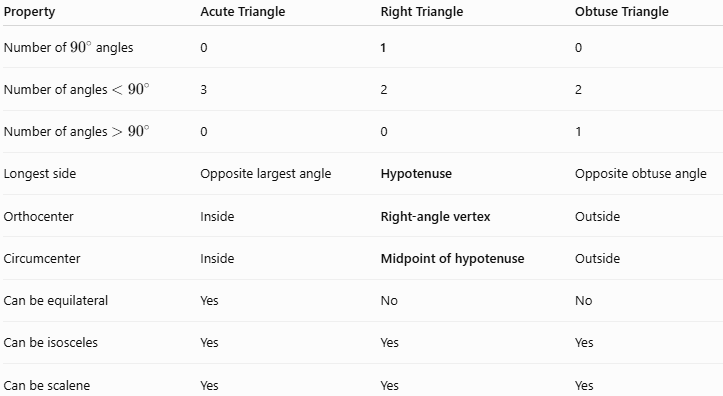 Property Acute Triangle Right Triangle Obtuse Triangle
Number of 90° angles 0 1 0
Number of angles < 90° 3 2 2
Number of angles > 90° 0 0 1
Longest side Opposite largest angle Hypotenuse Opposite obtuse angle
Orthocenter Inside Right-angle vertex Outside
Circumcenter Inside Midpoint of hypotenuse Outside
Can be equilateral Yes No No
Can be isosceles Yes Yes Yes
Can be scalene Yes Yes Yes